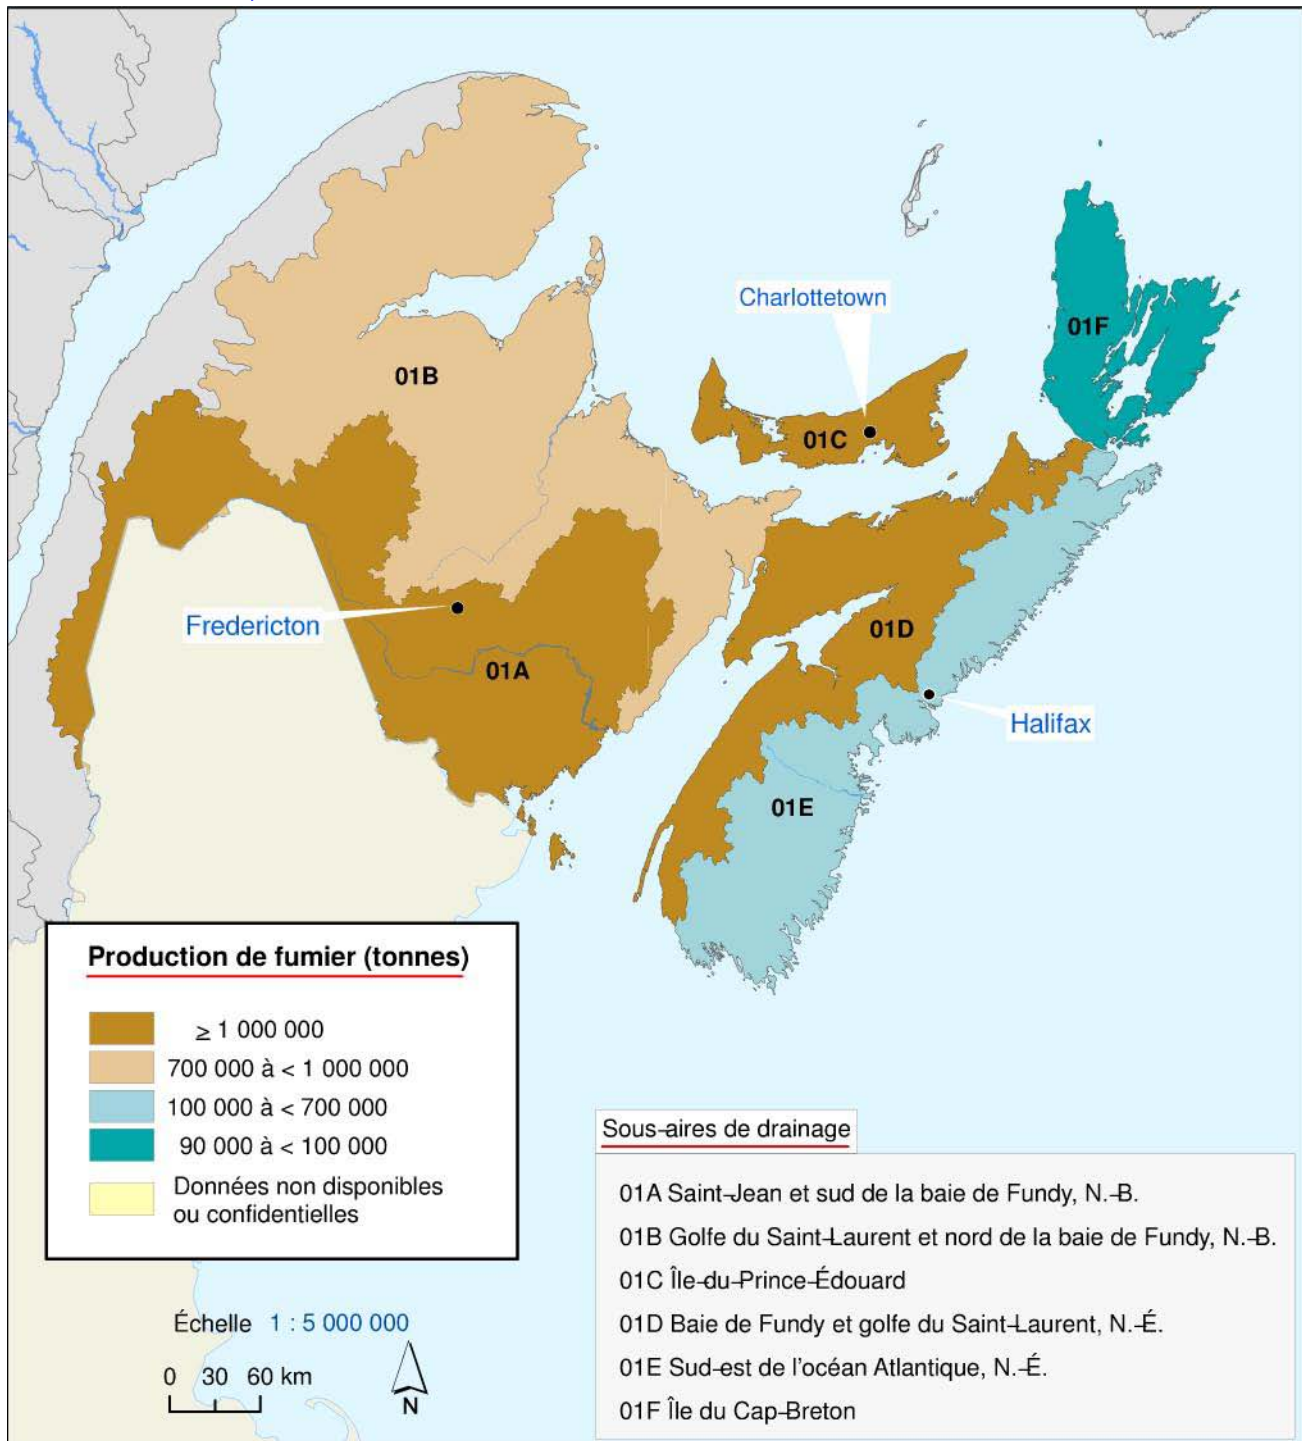 Charlottetown
01F
01B
01C
Fredericton
01D
01A
Halifax
01E
Production de fumier (tonnes)
≥ 1 000 000
700 000 à < 1 000 000
100 000 à < 700 000
90 000 à < 100 000
Données non disponibles
ou confidentielles
Échelle 1 : 5 000 000
0 30 60 km
N
Sous-aires de drainage
01A Saint-Jean et sud de la baie de Fundy, N.-B.
01B Golfe du Saint-Laurent et nord de la baie de Fundy, N.-B.
01C Île-du-Prince-Édouard
01D Baie de Fundy et golfe du Saint-Laurent, N.-É.
01E Sud-est de l'océan Atlantique, N.-É.
01F Île du Cap-Breton